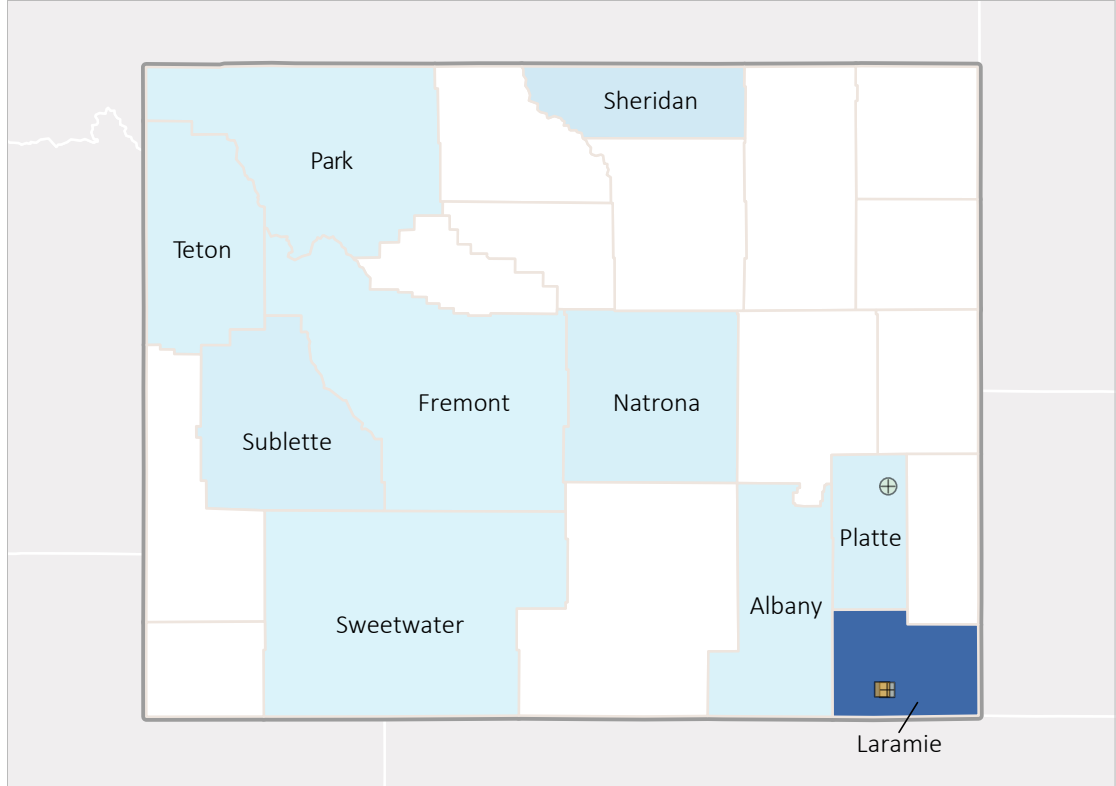 Sheridan
Park
Teton
Fremont
Natrona
Sublette
Platte
Albany
Sweetwater
Laramie